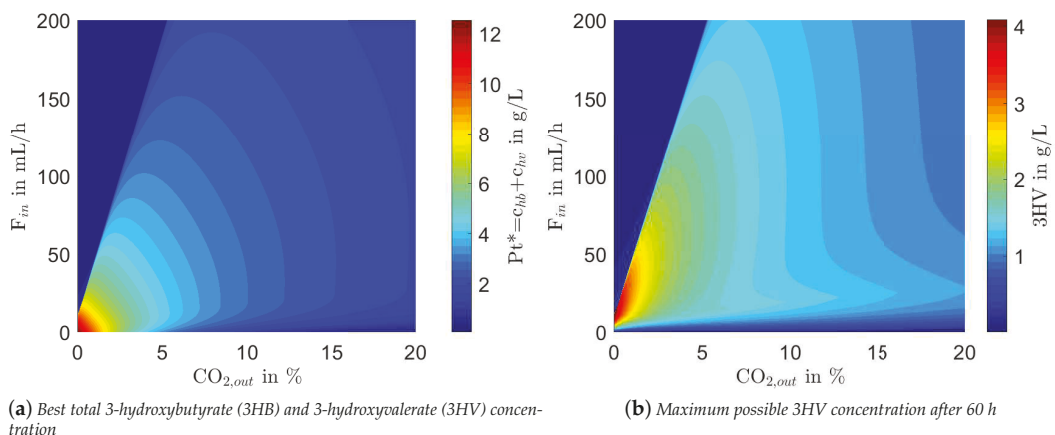 200
150
100
50
0
F_in in mL/h
0 5 10 15 20
CO_2,out in %
12
10
8
6
4
2
Pt*=c_hb+c_hv in g/L
(a) Best total 3-hydroxybutyrate (3HB) and 3-hydroxyvalerate (3HV) concen-
tration
200
150
100
50
0
F_in in mL/h
0 5 10 15 20
CO_2,out in %
4
3
2
1
3HV in g/L
(b) Maximum possible 3HV concentration after 60 h